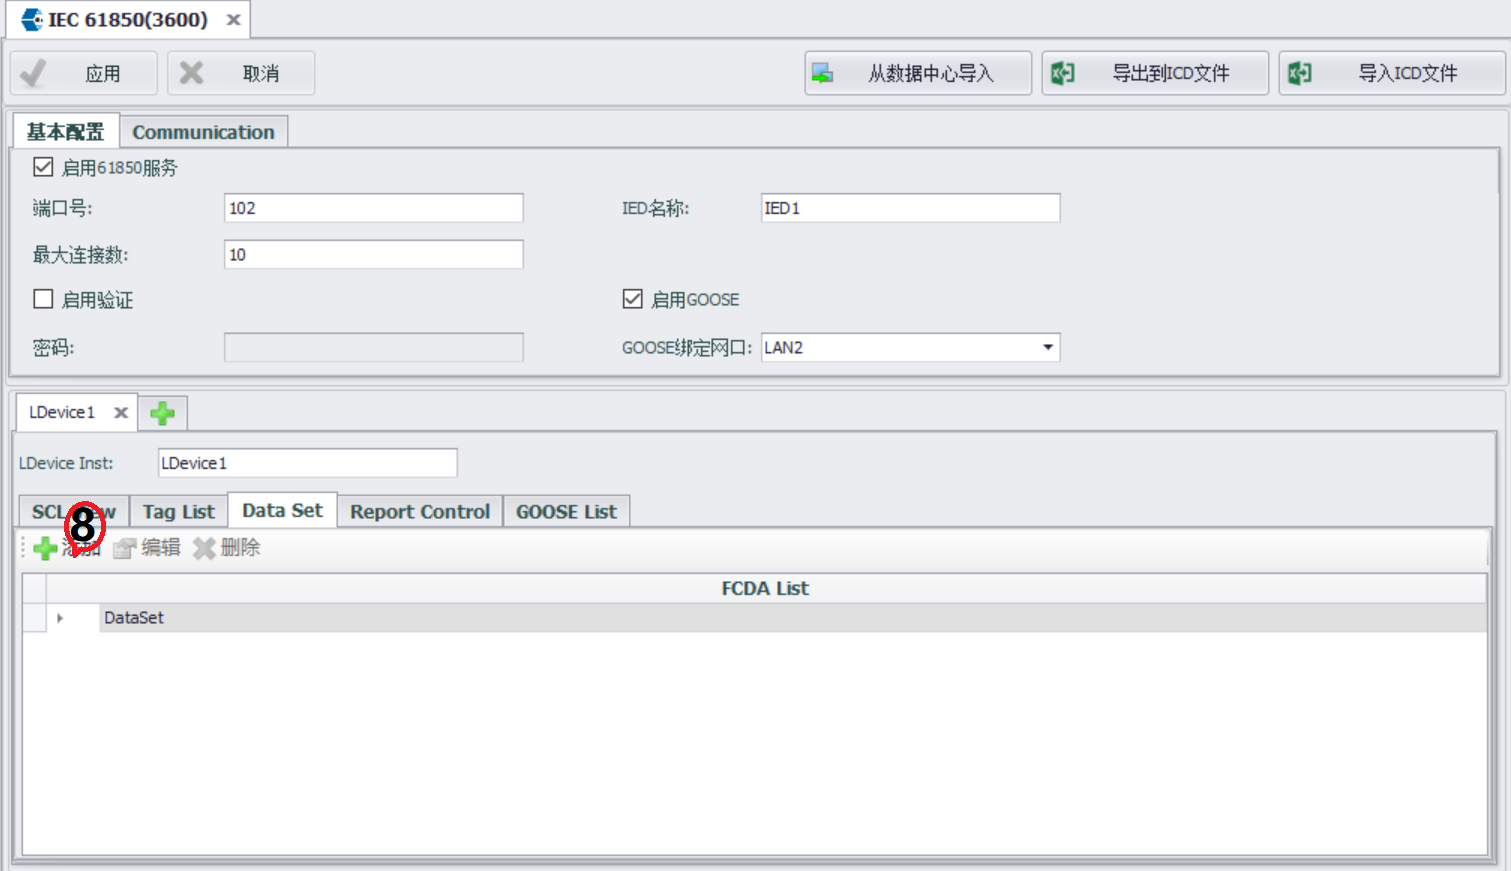 IEC 61850(3600)
应用 取消 从数据中心导入 导出到ICD文件 导入ICD文件
基本配置 Communication
启用61850服务
端口号: 102 IED名称: IED1
最大连接数: 10
启用验证 启用GOOSE
密码: GOOSE绑定网口: LAN2
LDevice1
LDevice Inst: LDevice1
Tag List Data Set Report Control GOOSE List
8
添加 编辑 删除
FCDA List
DataSet